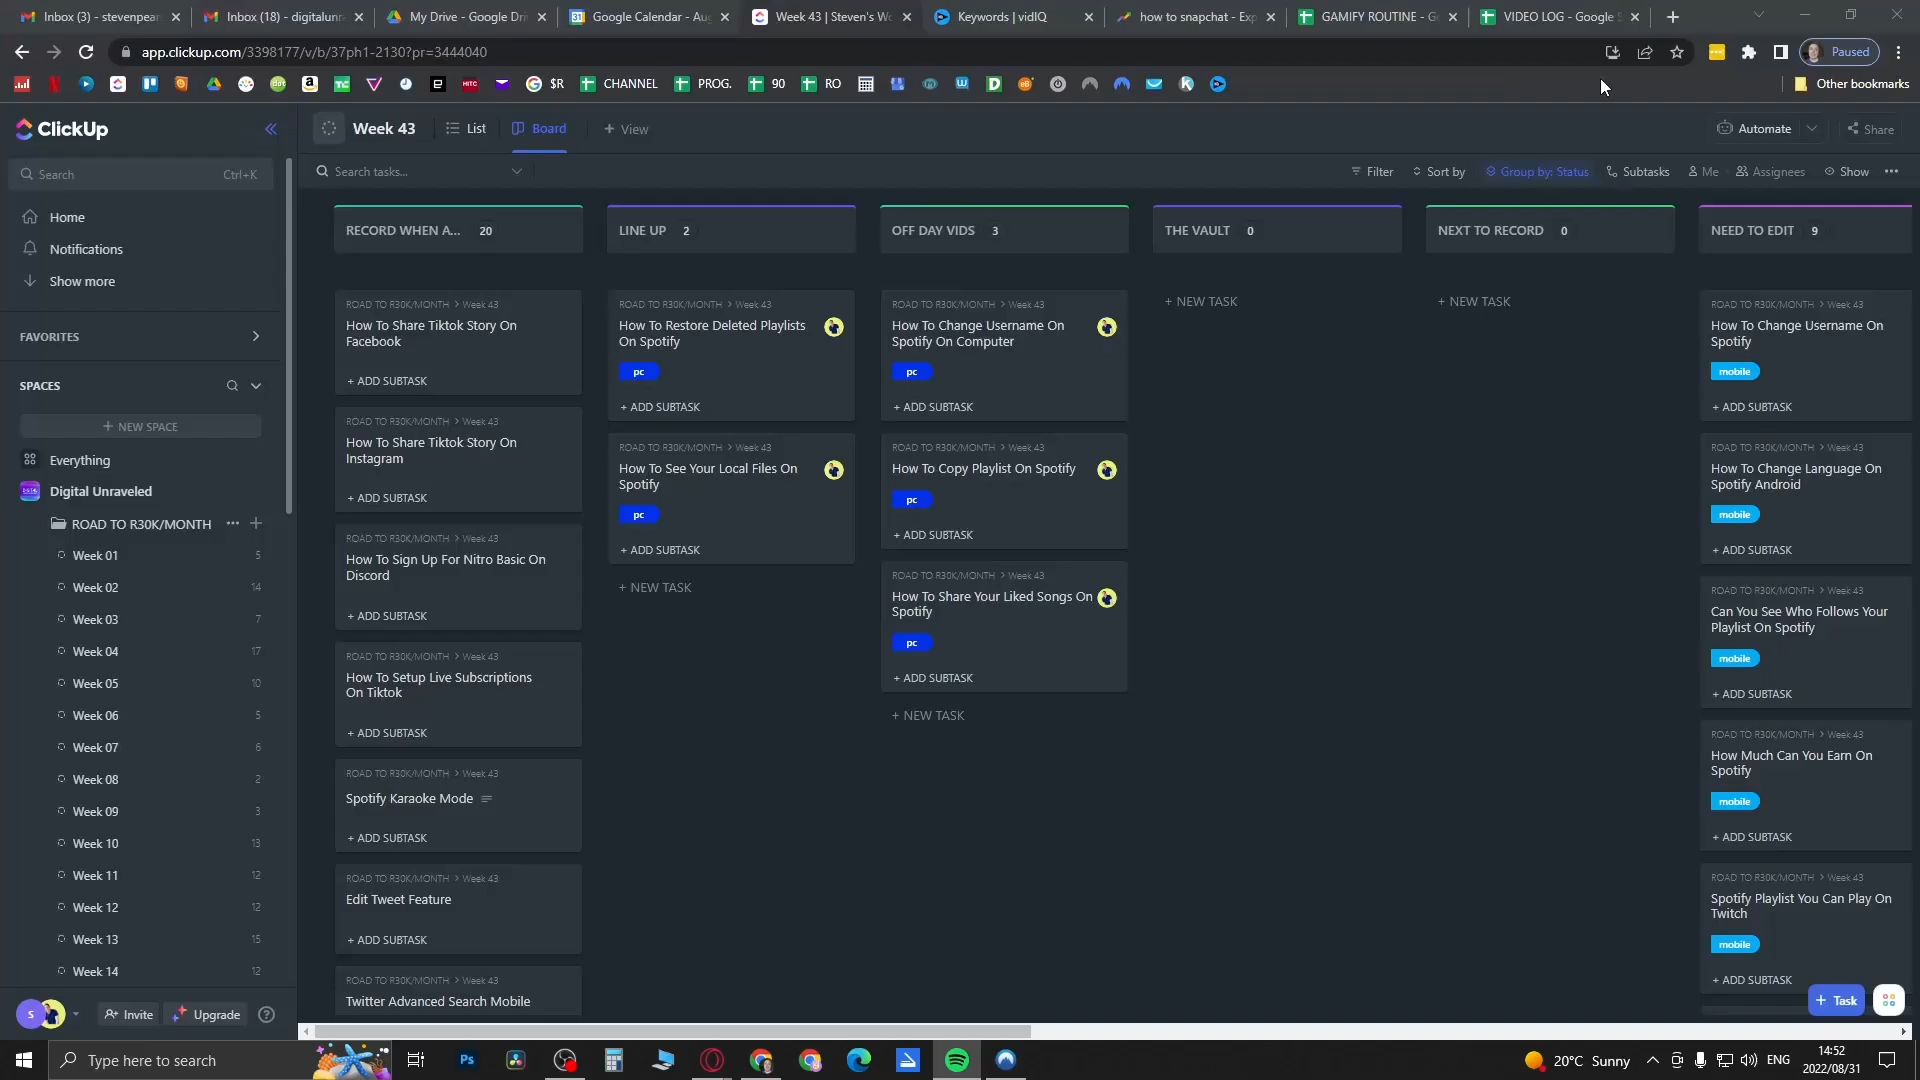 Inbox (3) - stevenpear
Inbox (18) - digitalunr
My Drive - Google Dri
Google Calendar - Aug
Week 43 | Steven's Wo
Keywords | vidIQ
how to snapchat - Exp
GAMIFY ROUTINE - Go
VIDEO LOG - Google S
app.clickup.com/3398177/v/b/37ph1-2130?pr=3444040
Paused
$R
CHANNEL
PROG.
90
RO
Other bookmarks
ClickUp
Week 43
List
Board
+ View
Automate
Share
Search
Ctrl+K
Search tasks...
Filter
Sort by
Group by: Status
Subtasks
Me
Assignees
Show
Home
Notifications
Show more
FAVORITES
SPACES
+ NEW SPACE
Everything
Digital Unraveled
ROAD TO R30K/MONTH
Week 01 5
Week 02 14
Week 03 7
Week 04 17
Week 05 10
Week 06 5
Week 07 6
Week 08 2
Week 09 3
Week 10 13
Week 11 12
Week 12 12
Week 13 15
Week 14 12
S
Invite
Upgrade
RECORD WHEN A... 20
ROAD TO R30K/MONTH > Week 43
How To Share Tiktok Story On
Facebook
+ ADD SUBTASK
ROAD TO R30K/MONTH > Week 43
How To Share Tiktok Story On
Instagram
+ ADD SUBTASK
ROAD TO R30K/MONTH > Week 43
How To Sign Up For Nitro Basic On
Discord
+ ADD SUBTASK
ROAD TO R30K/MONTH > Week 43
How To Setup Live Subscriptions
On Tiktok
+ ADD SUBTASK
ROAD TO R30K/MONTH > Week 43
Spotify Karaoke Mode
+ ADD SUBTASK
ROAD TO R30K/MONTH > Week 43
Edit Tweet Feature
+ ADD SUBTASK
ROAD TO R30K/MONTH > Week 43
Twitter Advanced Search Mobile
LINE UP 2
ROAD TO R30K/MONTH > Week 43
How To Restore Deleted Playlists
On Spotify
pc
+ ADD SUBTASK
ROAD TO R30K/MONTH > Week 43
How To See Your Local Files On
Spotify
pc
+ ADD SUBTASK
+ NEW TASK
OFF DAY VIDS 3
ROAD TO R30K/MONTH > Week 43
How To Change Username On
Spotify On Computer
pc
+ ADD SUBTASK
ROAD TO R30K/MONTH > Week 43
How To Copy Playlist On Spotify
pc
+ ADD SUBTASK
ROAD TO R30K/MONTH > Week 43
How To Share Your Liked Songs On
Spotify
pc
+ ADD SUBTASK
+ NEW TASK
THE VAULT 0
+ NEW TASK
NEXT TO RECORD 0
+ NEW TASK
NEED TO EDIT 9
ROAD TO R30K/MONTH > Week 43
How To Change Username On
Spotify
mobile
+ ADD SUBTASK
ROAD TO R30K/MONTH > Week 43
How To Change Language On
Spotify Android
mobile
+ ADD SUBTASK
ROAD TO R30K/MONTH > Week 43
Can You See Who Follows Your
Playlist On Spotify
mobile
+ ADD SUBTASK
ROAD TO R30K/MONTH > Week 43
How Much Can You Earn On
Spotify
mobile
+ ADD SUBTASK
ROAD TO R30K/MONTH > Week 43
Spotify Playlist You Can Play On
Twitch
mobile
+ ADD SUBTASK
+ Task
Type here to search
Ps
20°C Sunny
ENG
14:52
2022/08/31